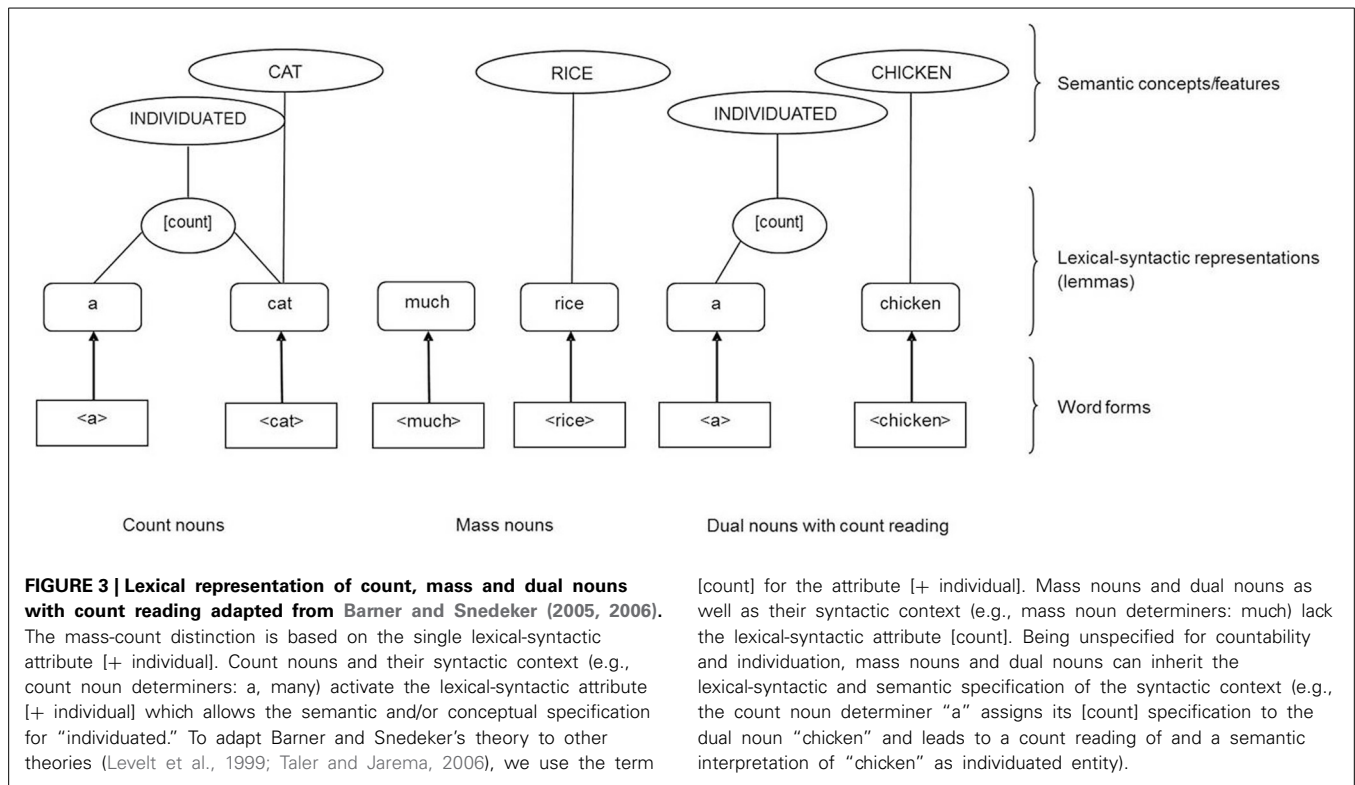 CAT
RICE
CHICKEN
Semantic concepts/features
INDIVIDUATED
INDIVIDUATED
[count]
[count]
Lexical-syntactic representations
(lemmas)
a
cat
much
rice
a
chicken
<a>
<cat>
<much>
<rice>
<a>
<chicken>
Word forms
Count nouns
Mass nouns
Dual nouns with count reading
FIGURE 3 | Lexical representation of count, mass and dual nouns
with count reading adapted from Barner and Snedeker (2005, 2006).
The mass-count distinction is based on the single lexical-syntactic
attribute [+ individual]. Count nouns and their syntactic context (e.g.,
count noun determiners: a, many) activate the lexical-syntactic attribute
[+ individual] which allows the semantic and/or conceptual specification
for “individuated.” To adapt Barner and Snedeker’s theory to other
theories (Levelt et al., 1999; Taler and Jarema, 2006), we use the term
[count] for the attribute [+ individual]. Mass nouns and dual nouns as
well as their syntactic context (e.g., mass noun determiners: much) lack
the lexical-syntactic attribute [count]. Being unspecified for countability
and individuation, mass nouns and dual nouns can inherit the
lexical-syntactic and semantic specification of the syntactic context (e.g.,
the count noun determiner “a” assigns its [count] specification to the
dual noun “chicken” and leads to a count reading of and a semantic
interpretation of “chicken” as individuated entity).